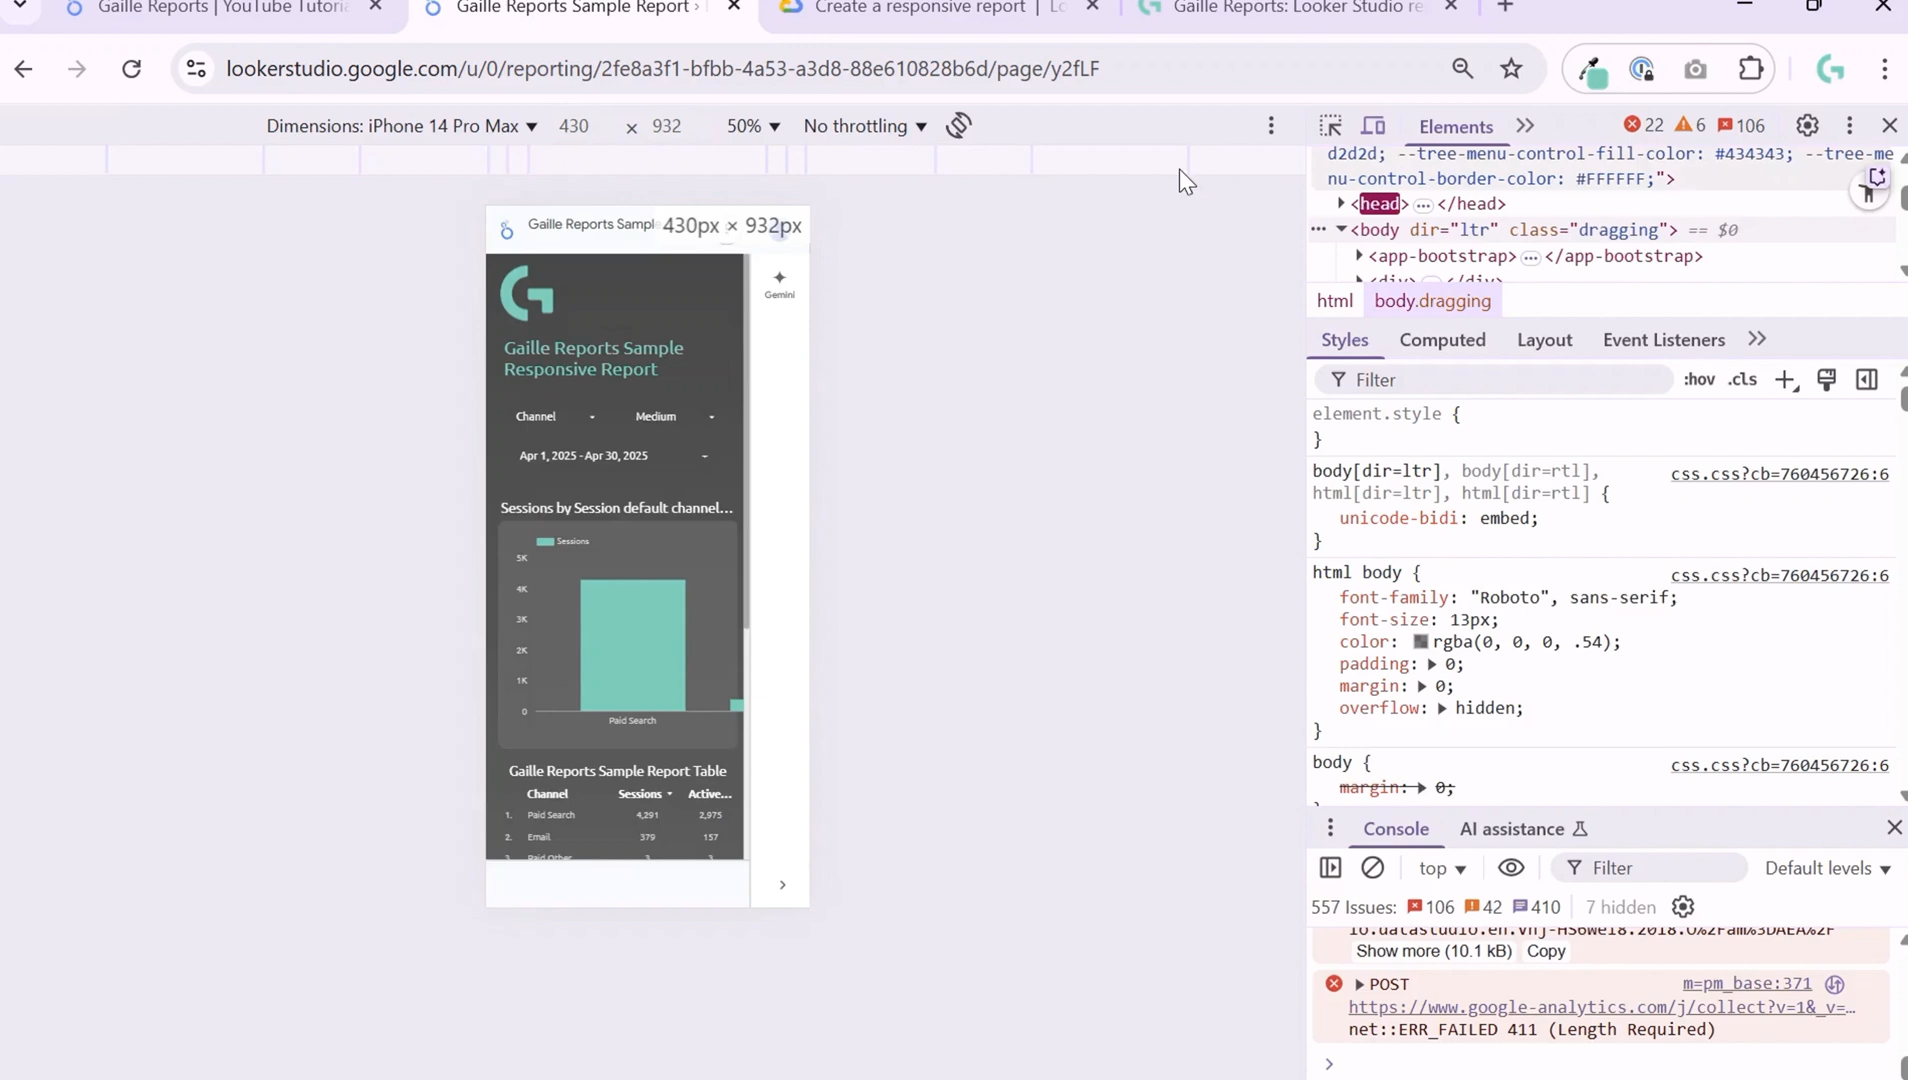 Gaille Reports | YouTube Tutoria
Gaille Reports Sample Report ›
Create a responsive report | Lo
Gaille Reports: Looker Studio re
lookerstudio.google.com/u/0/reporting/2fe8a3f1-bfbb-4a53-a3d8-88e610828b6d/page/y2fLF
Dimensions: iPhone 14 Pro Max 430 × 932 50% No throttling
Elements 22 6 106
d2d2d; --tree-menu-control-fill-color: #434343; --tree-me
nu-control-border-color: #FFFFFF;">
<head> … </head>
<body dir="ltr" class="dragging"> == $0
<app-bootstrap> … </app-bootstrap>
html body.dragging
Styles Computed Layout Event Listeners
Filter :hov .cls
element.style {
}
body[dir=ltr], body[dir=rtl], css.css?cb=760456726:6
html[dir=ltr], html[dir=rtl] {
unicode-bidi: embed;
}
html body { css.css?cb=760456726:6
font-family: "Roboto", sans-serif;
font-size: 13px;
color: rgba(0, 0, 0, .54);
padding: 0;
margin: 0;
overflow: hidden;
}
body { css.css?cb=760456726:6
margin: 0;
Console AI assistance
top Filter Default levels
557 Issues: 106 42 410 7 hidden
Show more (10.1 kB) Copy
POST m=pm_base:371
https://www.google-analytics.com/j/collect?v=1&_v=…
net::ERR_FAILED 411 (Length Required)
Gaille Reports Sampl 430px × 932px
Gemini
Gaille Reports Sample
Responsive Report
Channel Medium
Apr 1, 2025 - Apr 30, 2025
Sessions by Session default channel...
Sessions
5K
4K
3K
2K
1K
0
Paid Search
Gaille Reports Sample Report Table
Channel Sessions Active...
1. Paid Search 4,291 2,975
2. Email 379 157
3. Paid Other 3 3